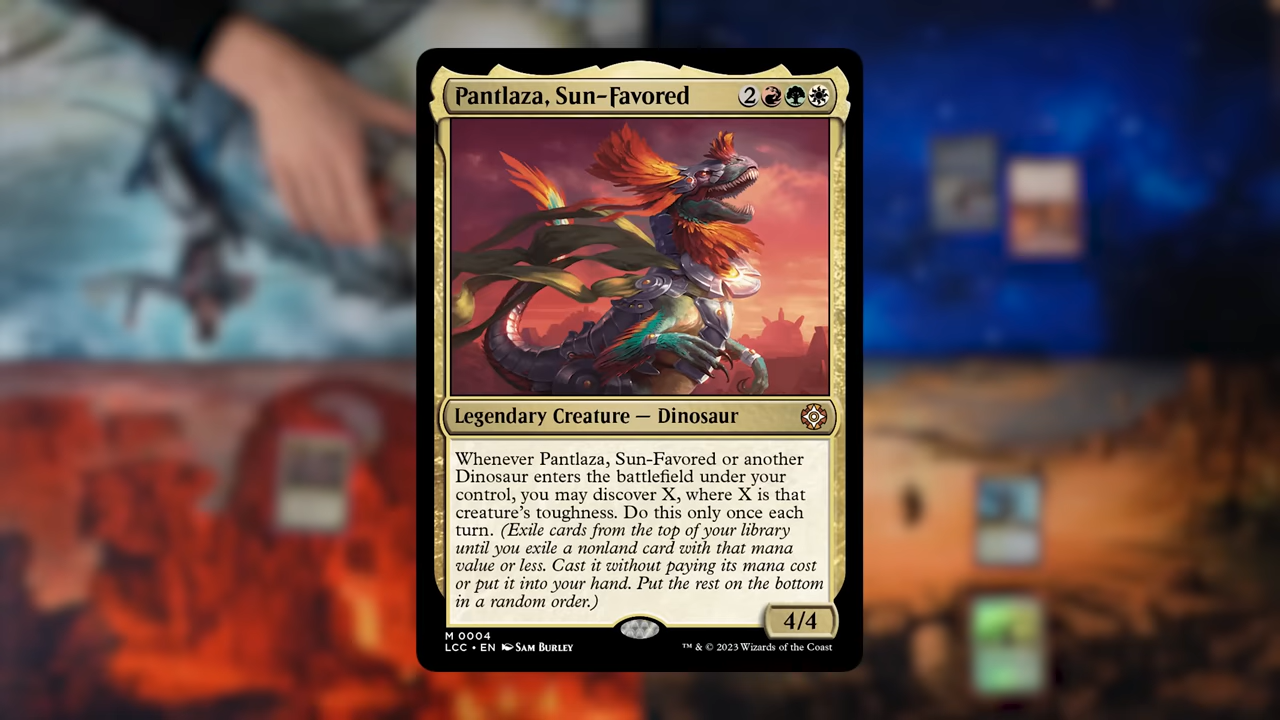 Pantlaza, Sun-Favored 2
Legendary Creature — Dinosaur
Whenever Pantlaza, Sun-Favored or another
Dinosaur enters the battlefield under your
control, you may discover X, where X is that
creature's toughness. Do this only once each
turn. (Exile cards from the top of your library
until you exile a nonland card with that mana
value or less. Cast it without paying its mana cost
or put it into your hand. Put the rest on the bottom
in a random order.)
4/4
M 0004
LCC • EN Sam Burley
™ & © 2023 Wizards of the Coast